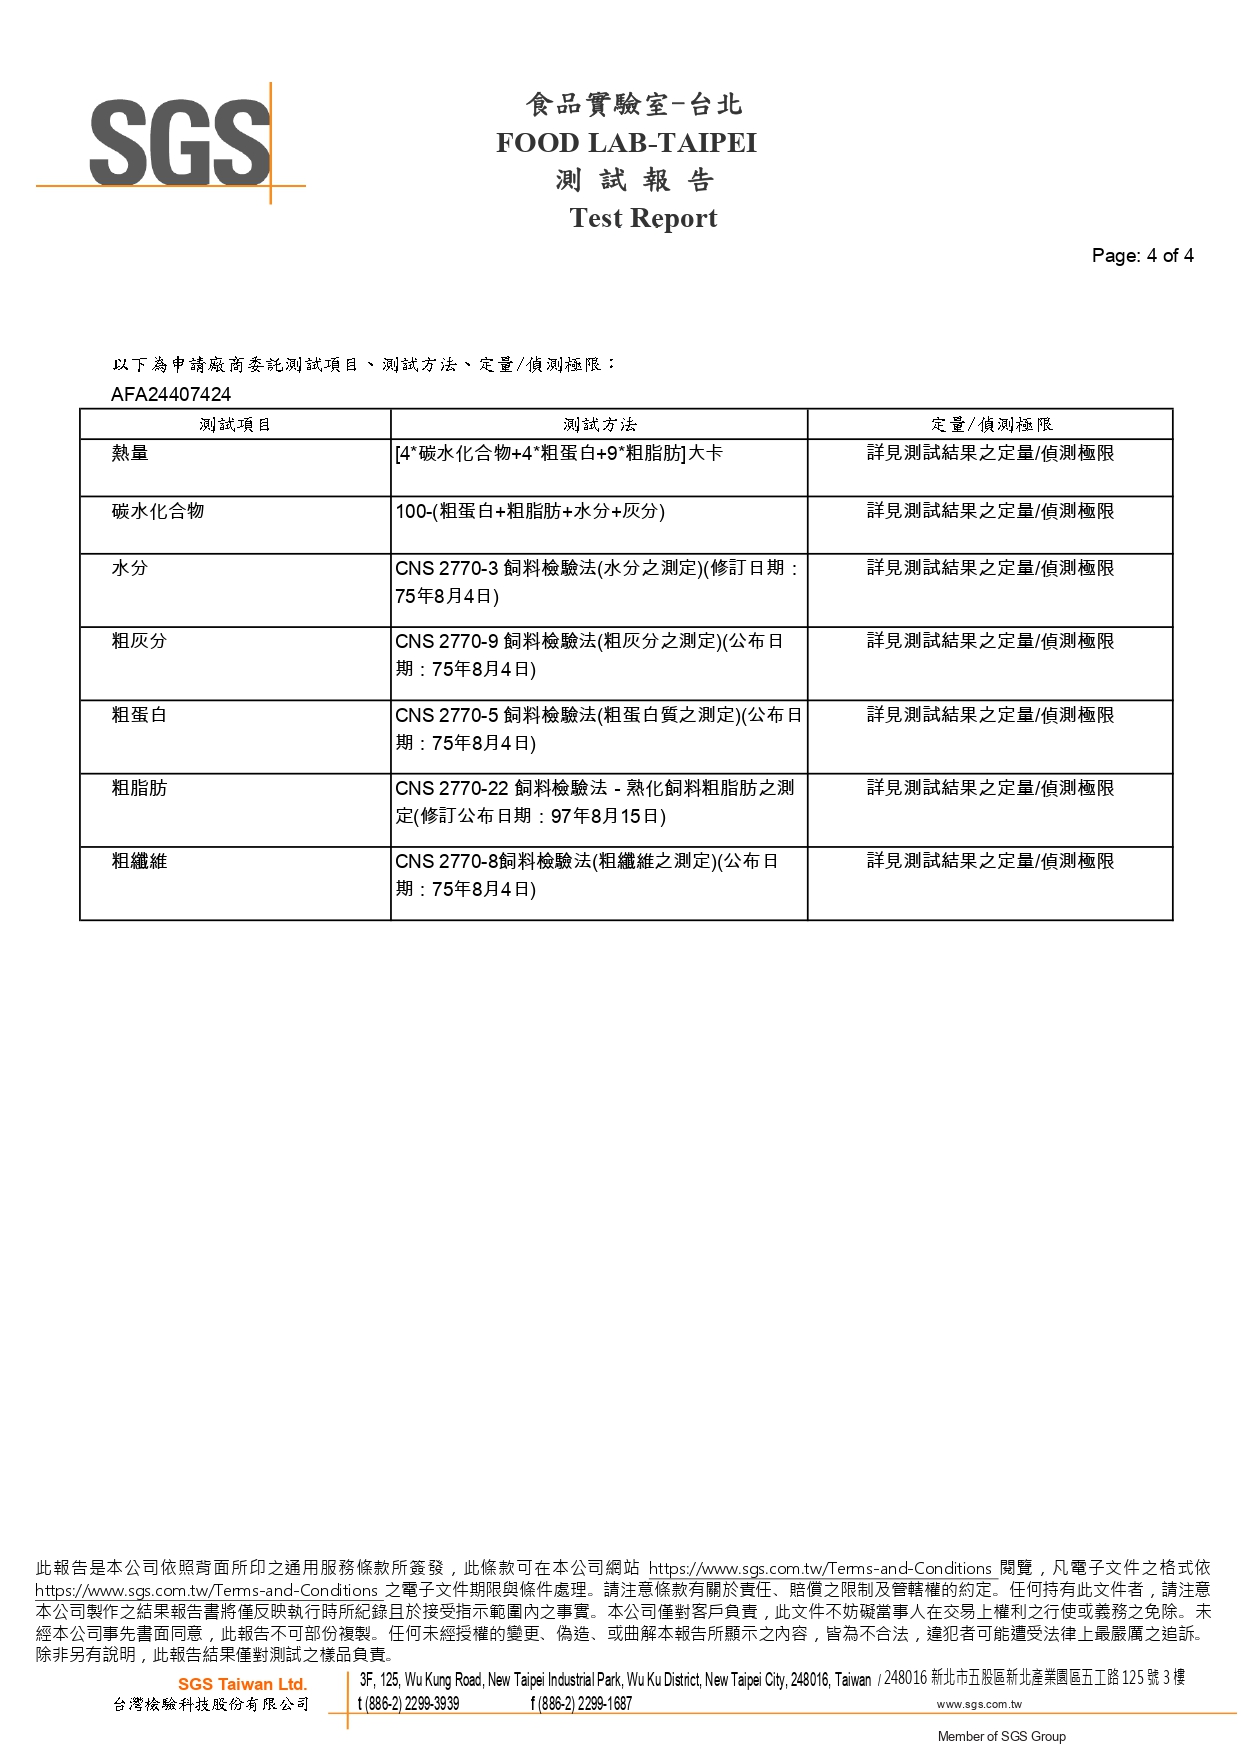 SGS
食品實驗室-台北
FOOD LAB-TAIPEI
測 試 報 告
Test Report
Page: 4 of 4
以下為申請廠商委託測試項目、測試方法、定量/偵測極限：
AFA24407424
測試項目 測試方法 定量/偵測極限
熱量 [4*碳水化合物+4*粗蛋白+9*粗脂肪]大卡 詳見測試結果之定量/偵測極限
碳水化合物 100-(粗蛋白+粗脂肪+水分+灰分) 詳見測試結果之定量/偵測極限
水分 CNS 2770-3 飼料檢驗法(水分之測定)(修訂日期： 詳見測試結果之定量/偵測極限
75年8月4日)
粗灰分 CNS 2770-9 飼料檢驗法(粗灰分之測定)(公布日 詳見測試結果之定量/偵測極限
期：75年8月4日)
粗蛋白 CNS 2770-5 飼料檢驗法(粗蛋白質之測定)(公布日 詳見測試結果之定量/偵測極限
期：75年8月4日)
粗脂肪 CNS 2770-22 飼料檢驗法－熟化飼料粗脂肪之測 詳見測試結果之定量/偵測極限
定(修訂公布日期：97年8月15日)
粗纖維 CNS 2770-8飼料檢驗法(粗纖維之測定)(公布日 詳見測試結果之定量/偵測極限
期：75年8月4日)
此報告是本公司依照背面所印之通用服務條款所簽發，此條款可在本公司網站 https://www.sgs.com.tw/Terms-and-Conditions 閱覽，凡電子文件之格式依
https://www.sgs.com.tw/Terms-and-Conditions 之電子文件期限與條件處理。請注意條款有關於責任、賠償之限制及管轄權的約定。任何持有此文件者，請注意
本公司製作之結果報告書將僅反映執行時所紀錄且於接受指示範圍內之事實。本公司僅對客戶負責，此文件不妨礙當事人在交易上權利之行使或義務之免除。未
經本公司事先書面同意，此報告不可部份複製。任何未經授權的變更、偽造、或曲解本報告所顯示之內容，皆為不合法，違犯者可能遭受法律上最嚴厲之追訴。
除非另有說明，此報告結果僅對測試之樣品負責。
SGS Taiwan Ltd. 3F, 125, Wu Kung Road, New Taipei Industrial Park, Wu Ku District, New Taipei City, 248016, Taiwan / 248016 新北市五股區新北產業園區五工路 125 號 3 樓
台灣檢驗科技股份有限公司 t (886-2) 2299-3939 f (886-2) 2299-1687 www.sgs.com.tw
Member of SGS Group